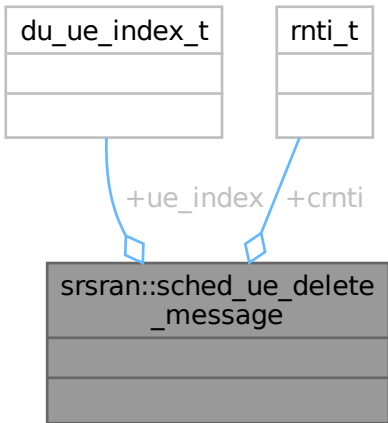 du_ue_index_t
rnti_t
+ue_index
+crnti
srsran::sched_ue_delete
_message